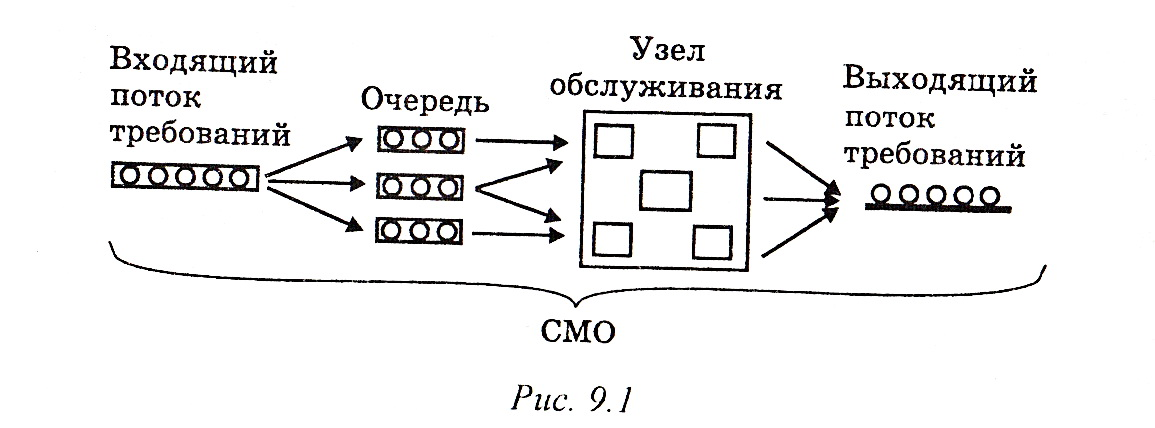 Входящий
поток
требований
Очередь
Узел
обслуживания
Выходящий
поток
требований
СМО
Рис. 9.1